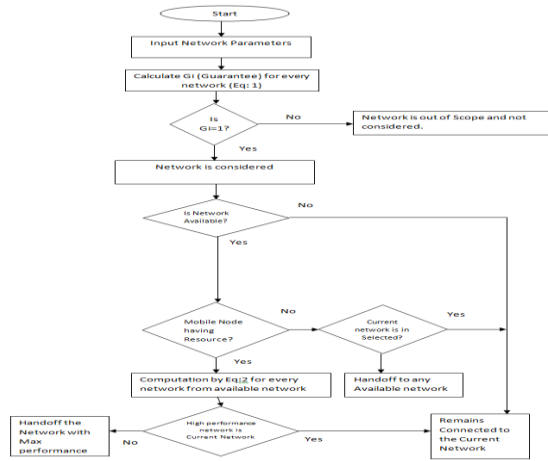 Start
Input Network Parameters
Calculate Gi (Guarantee) for every
network (Eq: 1)
Is
GI=1?
No
Network is out of Scope and not
considered.
Yes
Network is considered
Is Network
Available?
No
Yes
Mobile Node
having
Resource?
No
Current
network is in
Selected?
Yes
Yes
Computation by Eq:2 for every
network from available network
Handoff to any
Available network
Handoff the
Network with
Max
performance
No
High performance
network is
Current Network
Yes
Remains
Connected to
the Current
Network